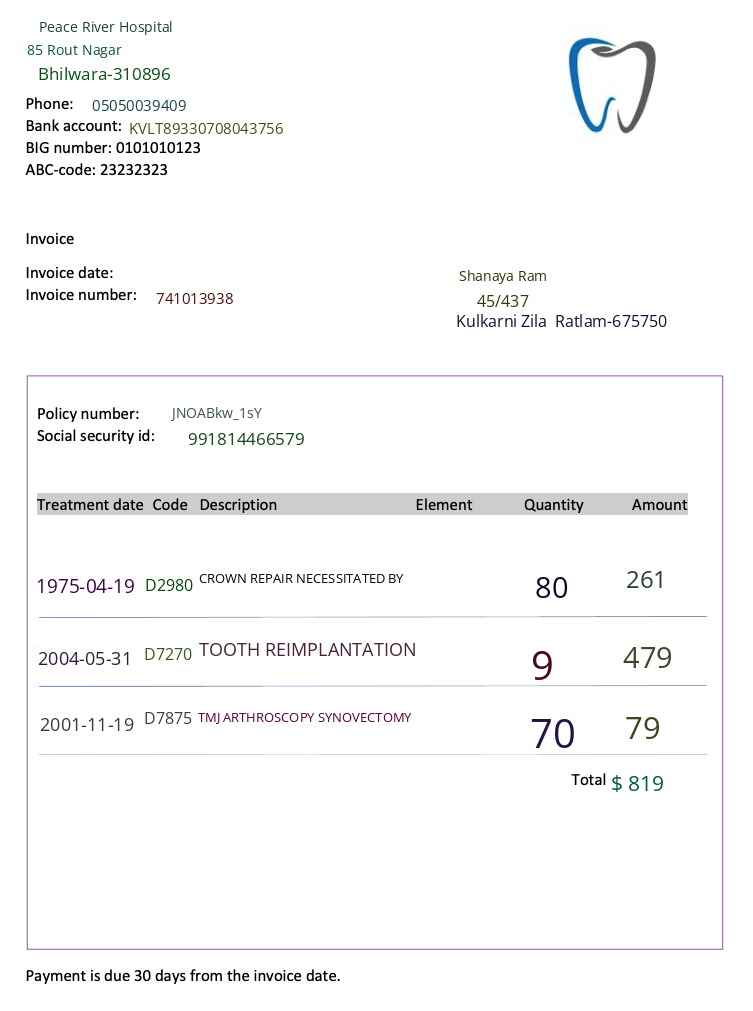 Peace River Hospital
85 Rout Nagar
Bhilwara-310896
Phone: 05050039409
Bank account: KVLT89330708043756
BIG number: 0101010123
ABC-code: 23232323
Invoice
Invoice date:
Invoice number: 741013938
Shanaya Ram
45/437
Kulkarni Zila Ratlam-675750
Policy number: JNOABkw_1sY
Social security id: 991814466579
Treatment date Code Description Element Quantity Amount
1975-04-19 D2980 CROWN REPAIR NECESSITATED BY 80 261
2004-05-31 D7270 TOOTH REIMPLANTATION 9 479
2001-11-19 D7875 TMJ ARTHROSCOPY SYNOVECTOMY 70 79
Total $ 819
Payment is due 30 days from the invoice date.